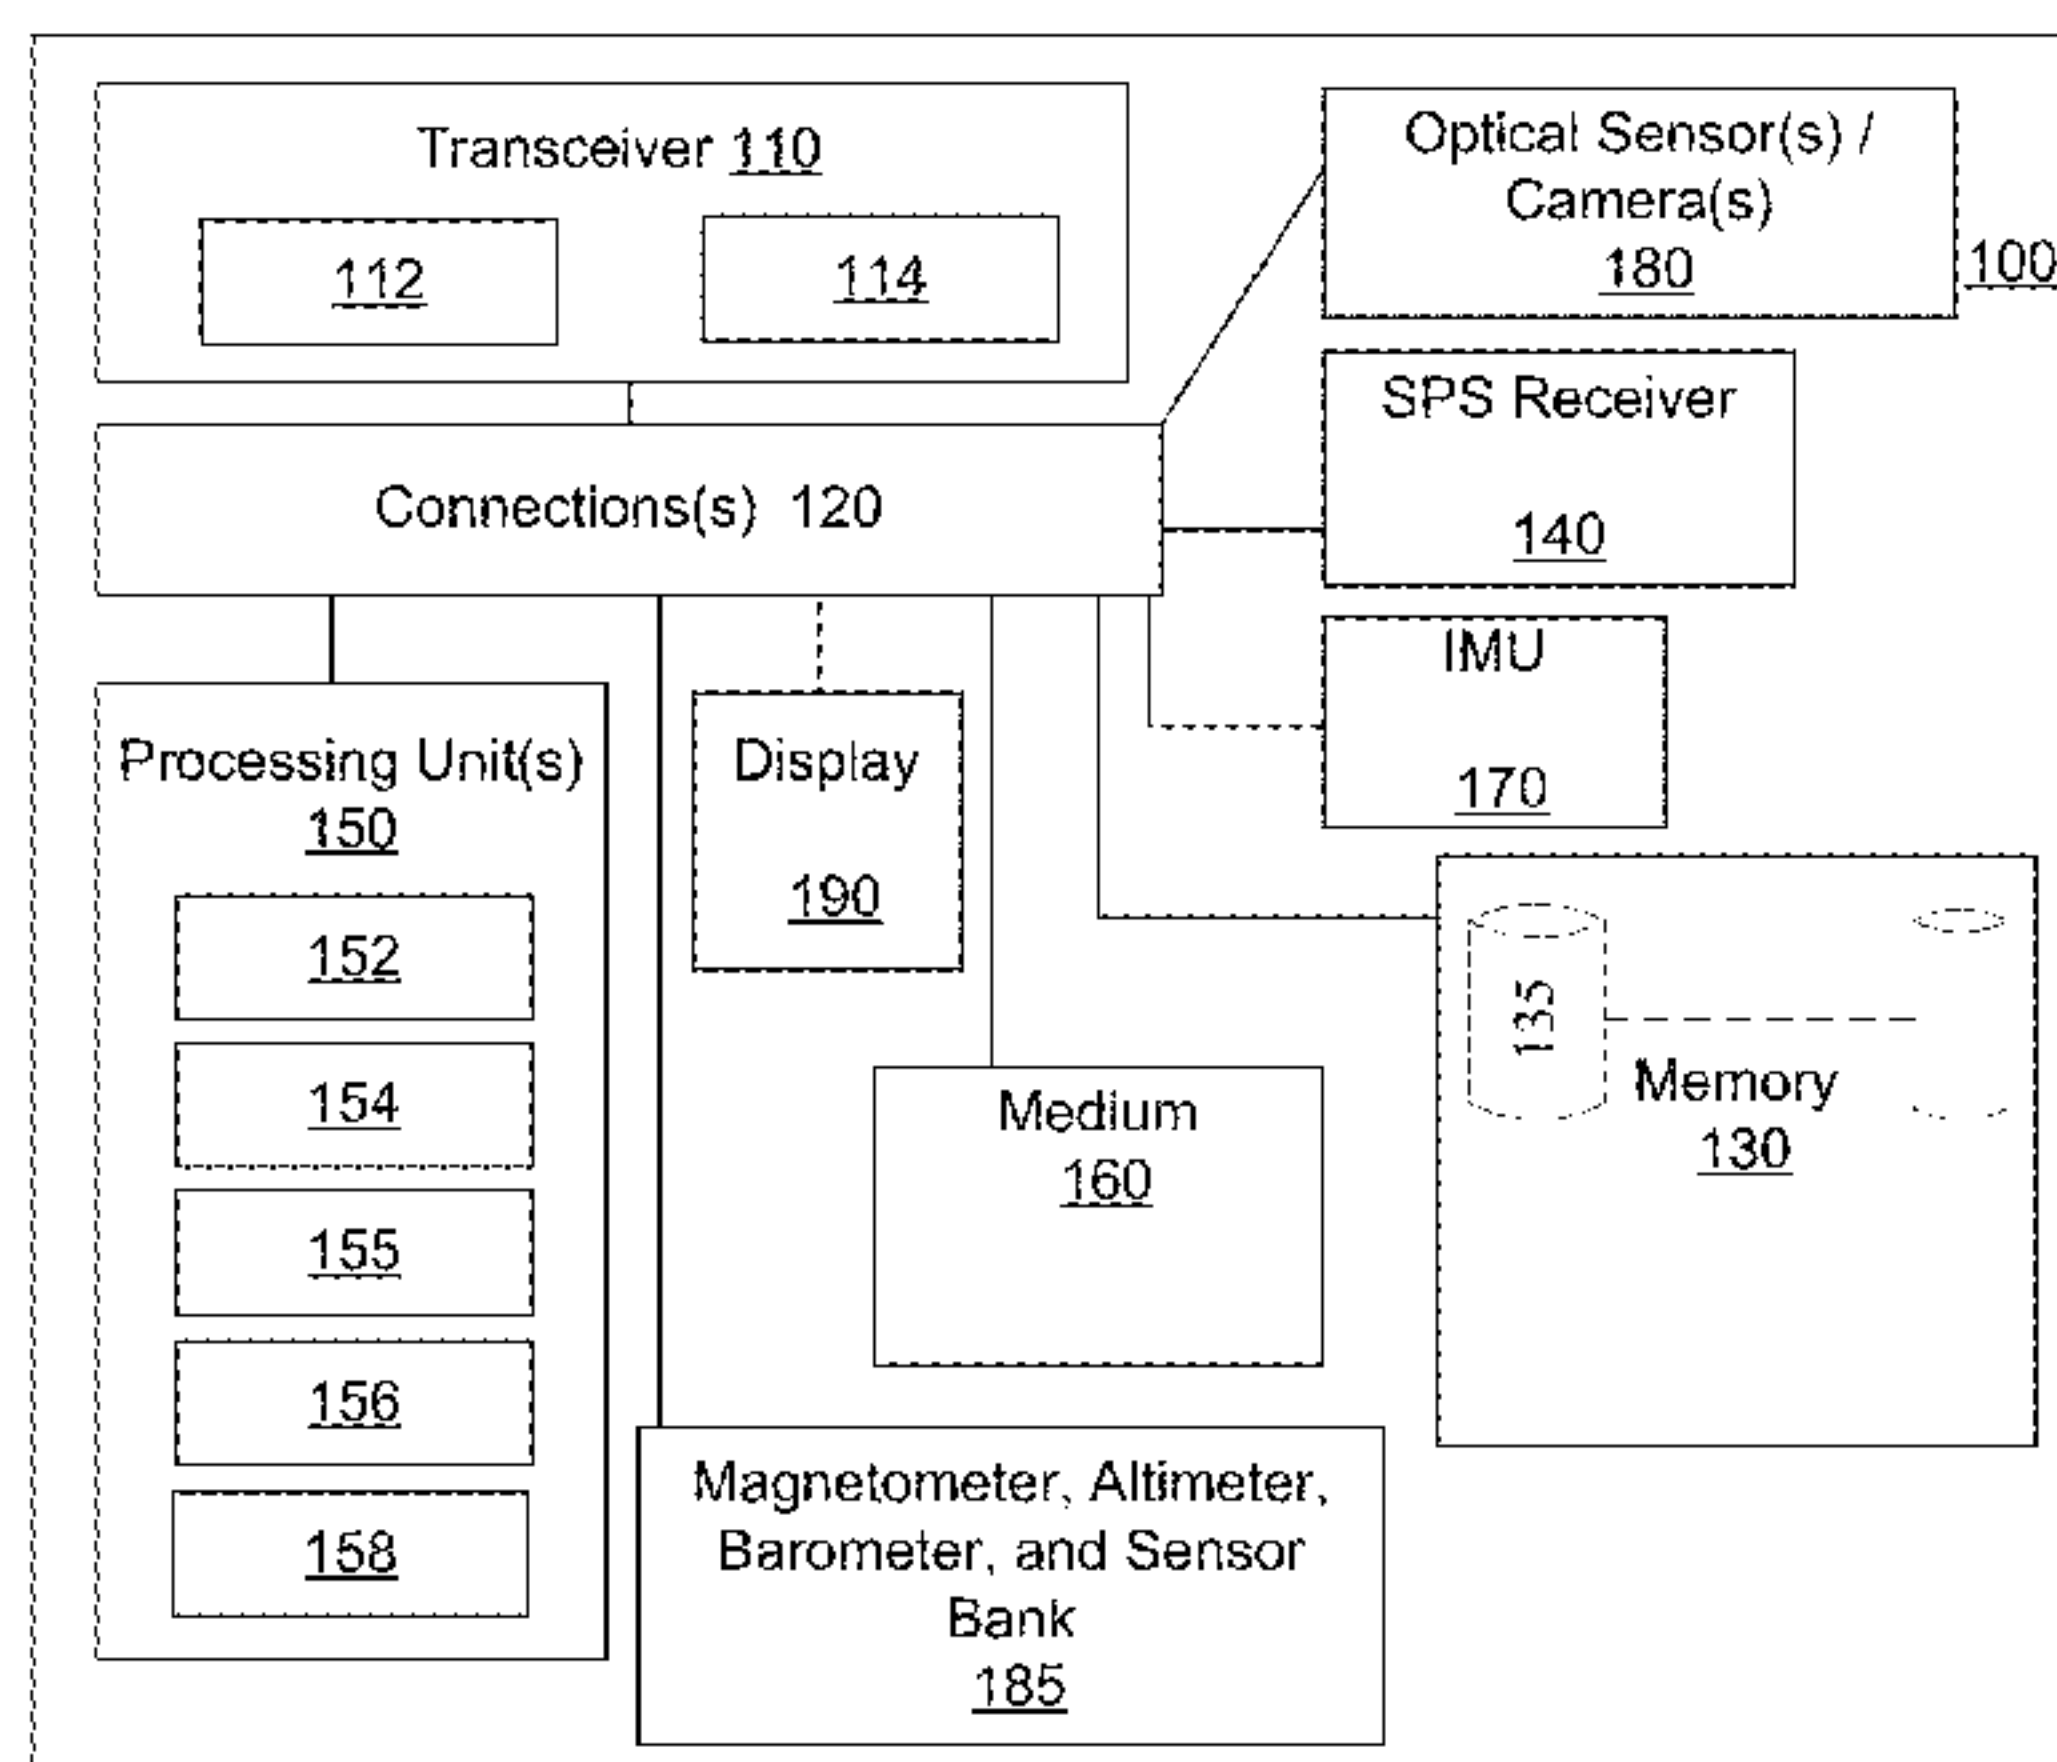 Transceiver 110
112
114
Optical Sensor(s) /
Camera(s)
180
100
Connections(s) 120
SPS Receiver
140
IMU
170
Processing Unit(s)
150
152
154
155
156
158
Display
190
Medium
160
135
Memory
130
Magnetometer, Altimeter,
Barometer, and Sensor
Bank
185